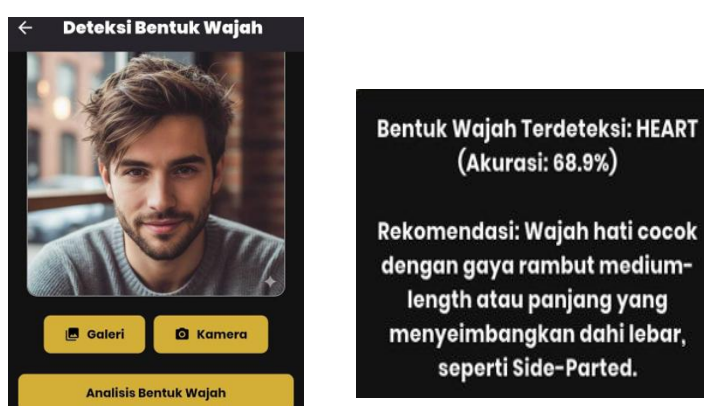 Deteksi Bentuk Wajah
Galeri
Kamera
Analisis Bentuk Wajah
Bentuk Wajah Terdeteksi: HEART
(Akurasi: 68.9%)
Rekomendasi: Wajah hati cocok
dengan gaya rambut medium-
length atau panjang yang
menyeimbangkan dahi lebar,
seperti Side-Parted.